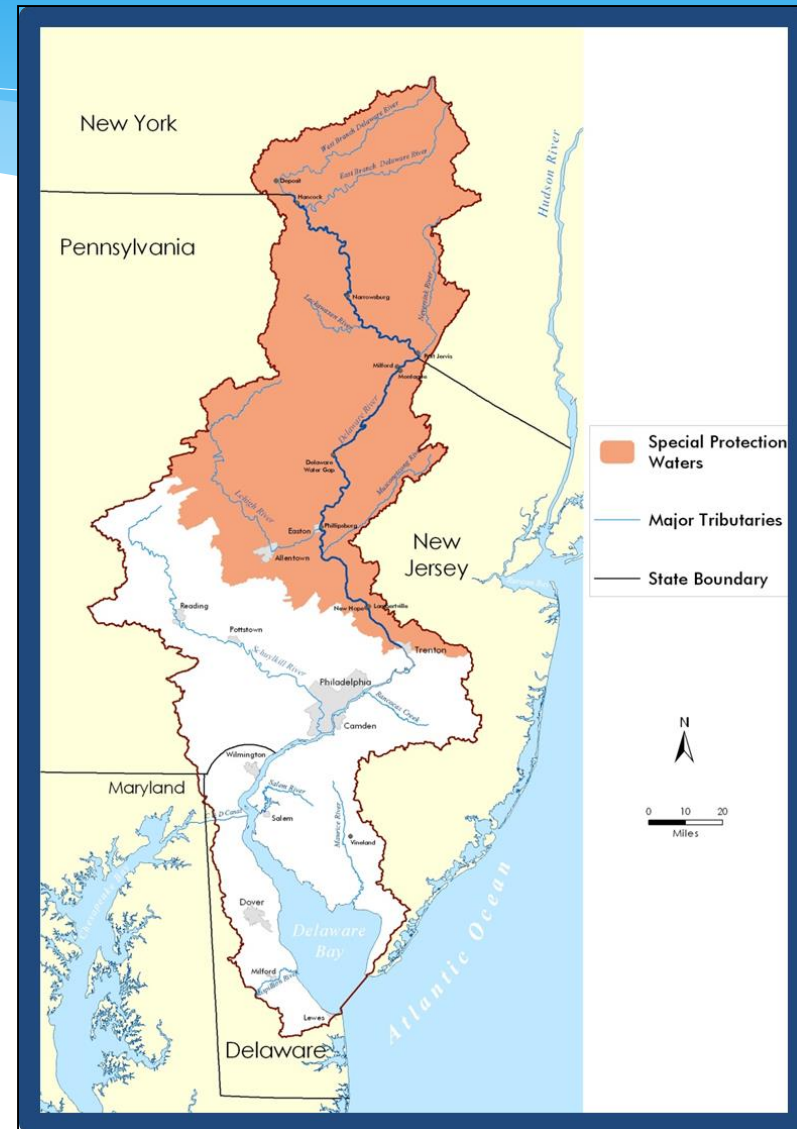 New York
West Branch Delaware River
East Branch Delaware River
Deposit
Hancock
Hudson River
Pennsylvania
Narrowsburg
Lackawaxen River
Neversink River
Port Jervis
Milford
Montague
Delaware River
Delaware
Water Gap
Musconetcong River
Lehigh River
Easton
Phillipsburg
Allentown
New
Jersey
Special Protection
Waters
Major Tributaries
State Boundary
Reading
New Hope
Lambertville
Pottstown
Schuylkill River
Trenton
Philadelphia
Rancocas Creek
Camden
Wilmington
Maryland
Salem River
C & D Canal
Salem
Maurice River
Vineland
N
0 10 20
Miles
Chesapeake Bay
Dover
Delaware
Bay
Atlantic Ocean
Milford
Lewes
Delaware